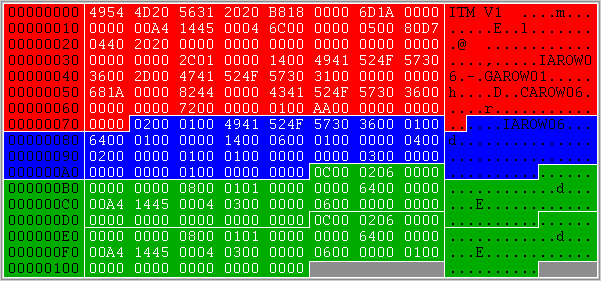 00000000 4954 4D20 5631 2020 B818 0000 6D1A 0000 ITM V1  ....m...
00000010 0000 00A4 1445 0004 6C00 0000 0500 80D7 .....E..l.......
00000020 0440 2020 0000 0000 0000 0000 0000 0000 .@  ............
00000030 0000 0000 2C01 0000 1400 4941 524F 5730 ....,.....IAROW0
00000040 3600 2D00 4741 524F 5730 3100 0000 0000 6.-.GAROW01.....
00000050 681A 0000 8244 0000 4341 524F 5730 3600 h....D..CAROW06.
00000060 0000 0000 7200 0000 0100 AA00 0000 0000 ....r...........
00000070 0000 0200 0100 4941 524F 5730 3600 0100 ......IAROW06...
00000080 6400 0000 1400 0600 0100 0000 0400 d...............
00000090 0200 0100 0100 0000 0000 0000 0300 0000 ................
000000A0 0000 0000 0100 0000 0000 0C00 0206 0000 ................
000000B0 0000 0000 0800 0101 0000 0000 6400 0000 ............d...
000000C0 00A4 1445 0004 0300 0000 0600 0000 0000 ...E............
000000D0 0000 0000 0000 0000 0000 0C00 0206 0000 ................
000000E0 0000 0000 0800 0101 0000 0000 6400 0000 ............d...
000000F0 00A4 1445 0004 0300 0000 0600 0000 0100 ...E............
00000100 0000 0000 0000 0000 0000 ..........